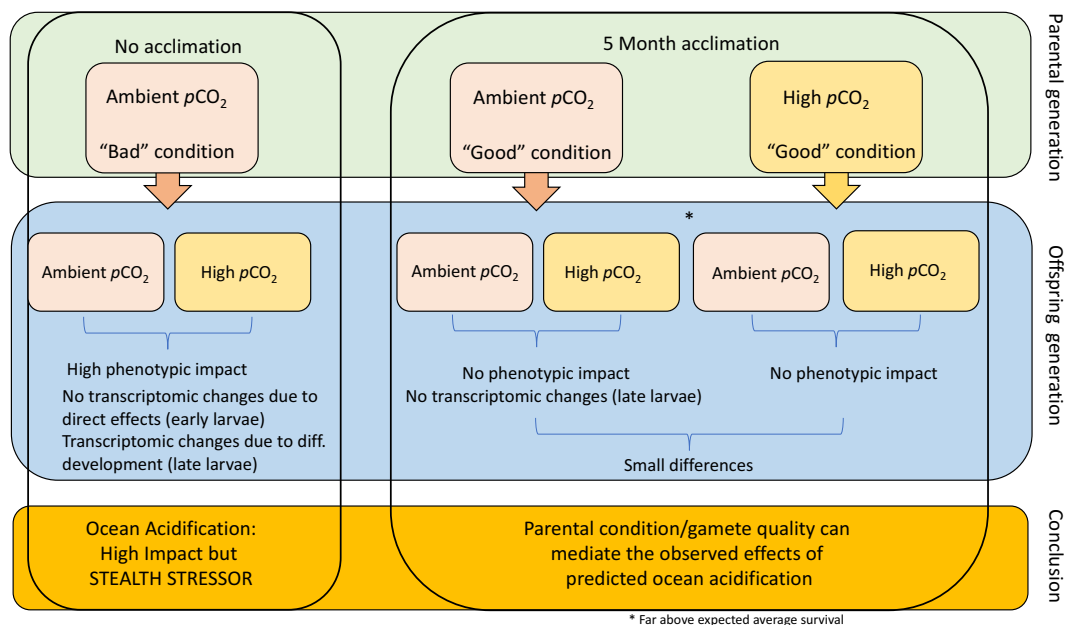 No acclimation
Ambient pCO₂
“Bad” condition
5 Month acclimation
Ambient pCO₂
“Good” condition
High pCO₂
“Good” condition
Parental generation
*
Ambient pCO₂
High pCO₂
Ambient pCO₂
High pCO₂
Ambient pCO₂
High pCO₂
High phenotypic impact
No transcriptomic changes due to
direct effects (early larvae)
Transcriptomic changes due to diff.
development (late larvae)
No phenotypic impact
No transcriptomic changes (late larvae)
No phenotypic impact
Small differences
Offspring generation
Ocean Acidification:
High Impact but
STEALTH STRESSOR
Parental condition/gamete quality can
mediate the observed effects of
predicted ocean acidification
Conclusion
* Far above expected average survival